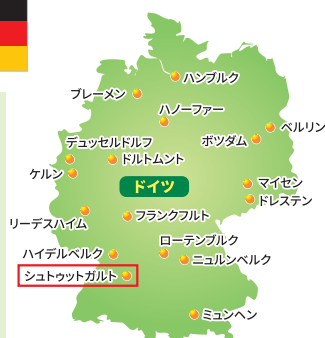 ハンブルク
ブレーメン
ハノーファー
ベルリン
ボツダム
デュッセルドルフ
ドルトムント
ケルン
ドイツ
マイセン
ドレステン
リーデスハイム
フランクフルト
ローテンブルク
ハイデルベルク
ニュルンベルク
シュトゥットガルト
ミュンヘン